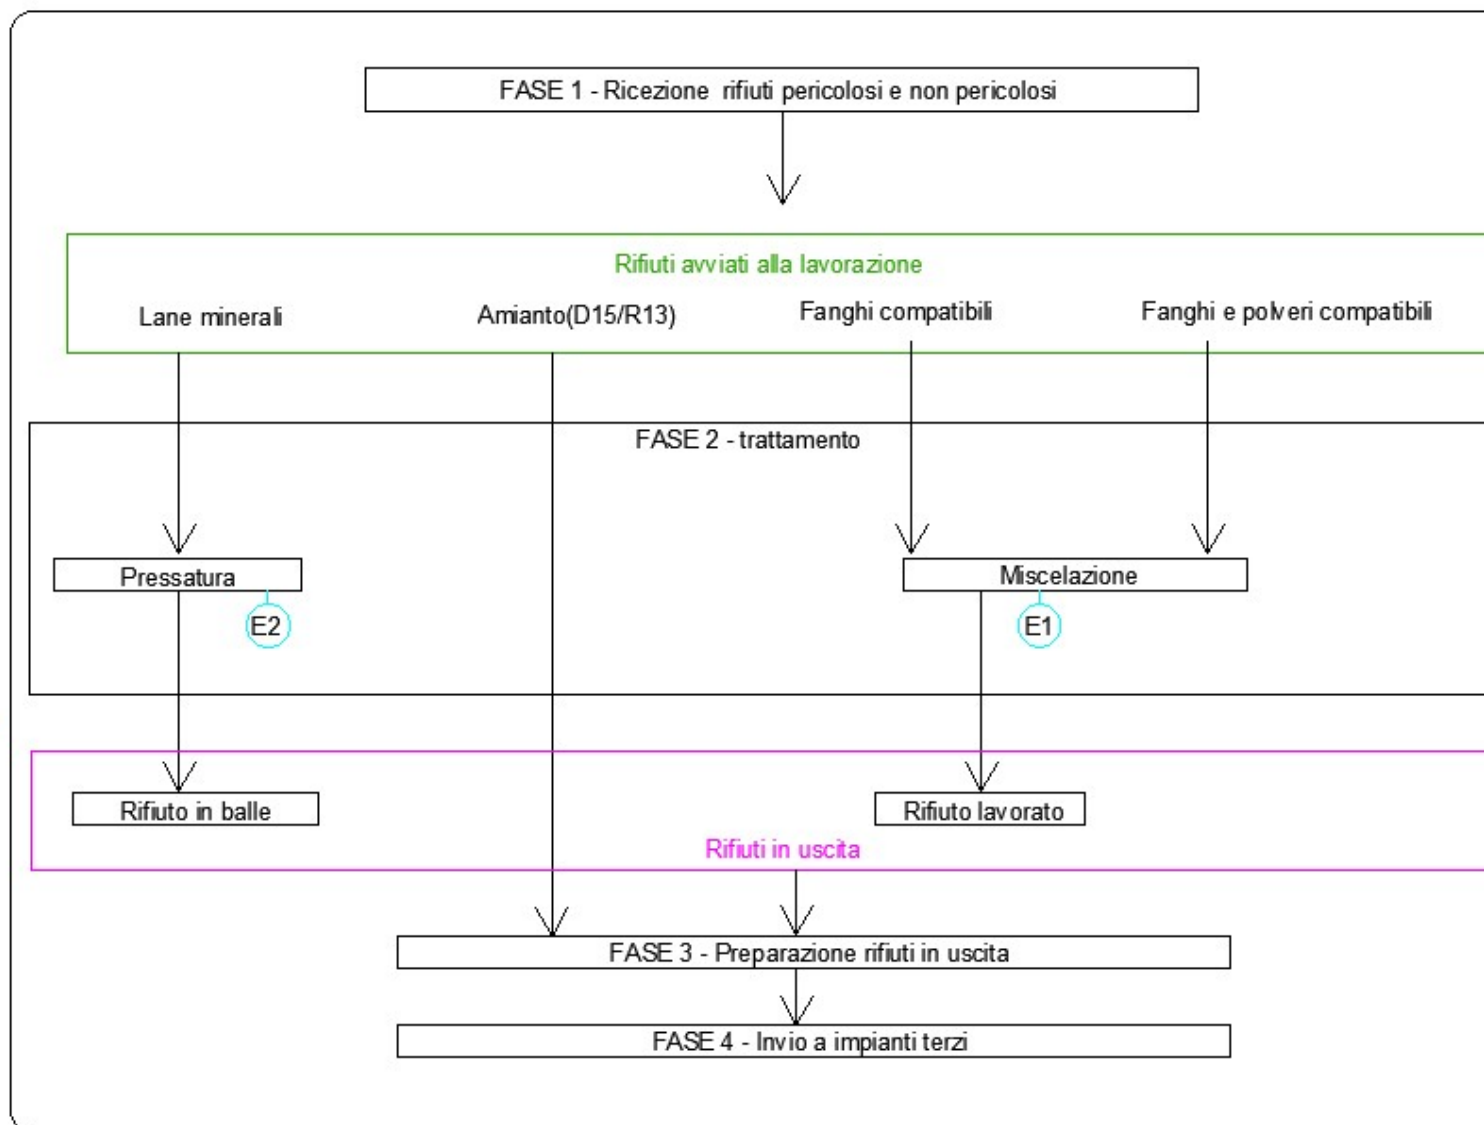 FASE 1 - Ricezione rifiuti pericolosi e non pericolosi
Rifiuti avviati alla lavorazione
Lane minerali
Amianto(D15/R13)
Fanghi compatibili
Fanghi e polveri compatibili
FASE 2 - trattamento
Pressatura
Miscelazione
E2
E1
Rifiuto in balle
Rifiuto lavorato
Rifiuti in uscita
FASE 3 - Preparazione rifiuti in uscita
FASE 4 - Invio a impianti terzi